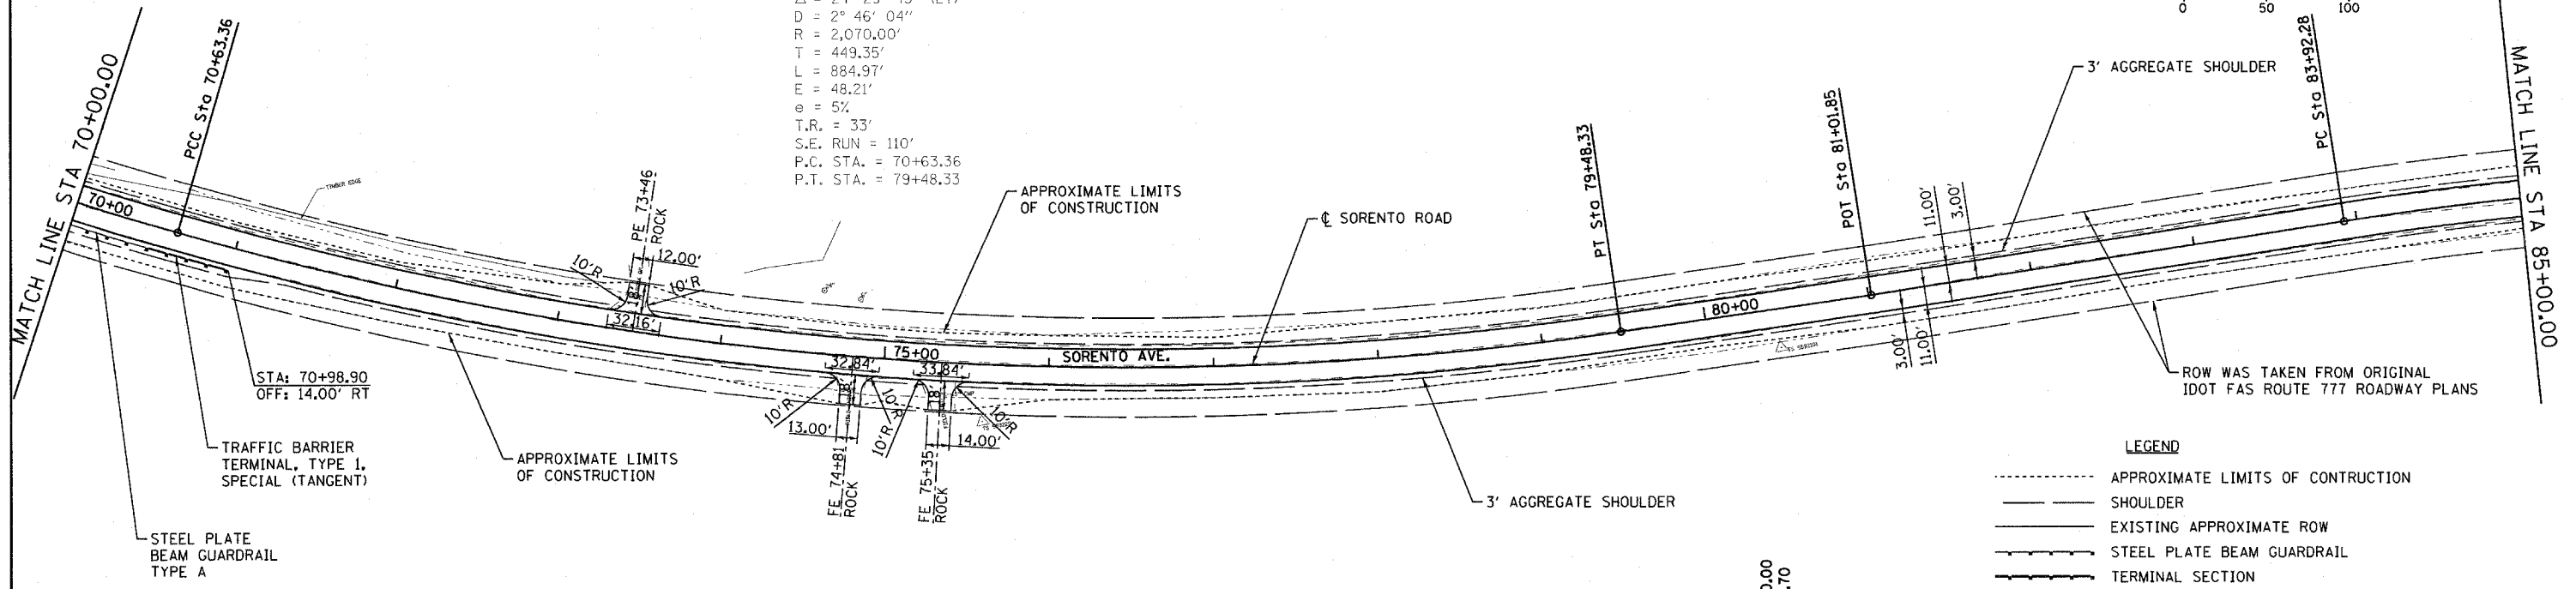 D = 2° 46' 04"
R = 2,070.00'
T = 449.35'
L = 884.97'
E = 48.21'
e = 5%
T.R. = 33'
S.E. RUN = 110'
P.C. STA. = 70+63.36
P.T. STA. = 79+48.33
0 50 100
MATCH LINE STA 70+00.00
PCC Sta 70+63.36
70+00
TIMBER EDGE
PE 73+46
ROCK
12.00'
10'R
10'R
18'
32.16'
APPROXIMATE LIMITS
OF CONSTRUCTION
℄ SORENTO ROAD
PT Sta 79+48.33
POT Sta 81+01.85
11.00'
3.00'
3' AGGREGATE SHOULDER
PC Sta 83+92.28
MATCH LINE STA 85+00.00
75+00
SORENTO AVE.
80+00
32.84'
33.84'
18'
18'
10'R
10'R
10'R
10'R
13.00'
14.00'
FE 74+81
ROCK
FE 75+35
ROCK
3.00'
11.00'
STA: 70+98.90
OFF: 14.00' RT
TRAFFIC BARRIER
TERMINAL, TYPE 1,
SPECIAL (TANGENT)
STEEL PLATE
BEAM GUARDRAIL
TYPE A
APPROXIMATE LIMITS
OF CONSTRUCTION
3' AGGREGATE SHOULDER
ROW WAS TAKEN FROM ORIGINAL
IDOT FAS ROUTE 777 ROADWAY PLANS
LEGEND
APPROXIMATE LIMITS OF CONTRUCTION
SHOULDER
EXISTING APPROXIMATE ROW
STEEL PLATE BEAM GUARDRAIL
TERMINAL SECTION